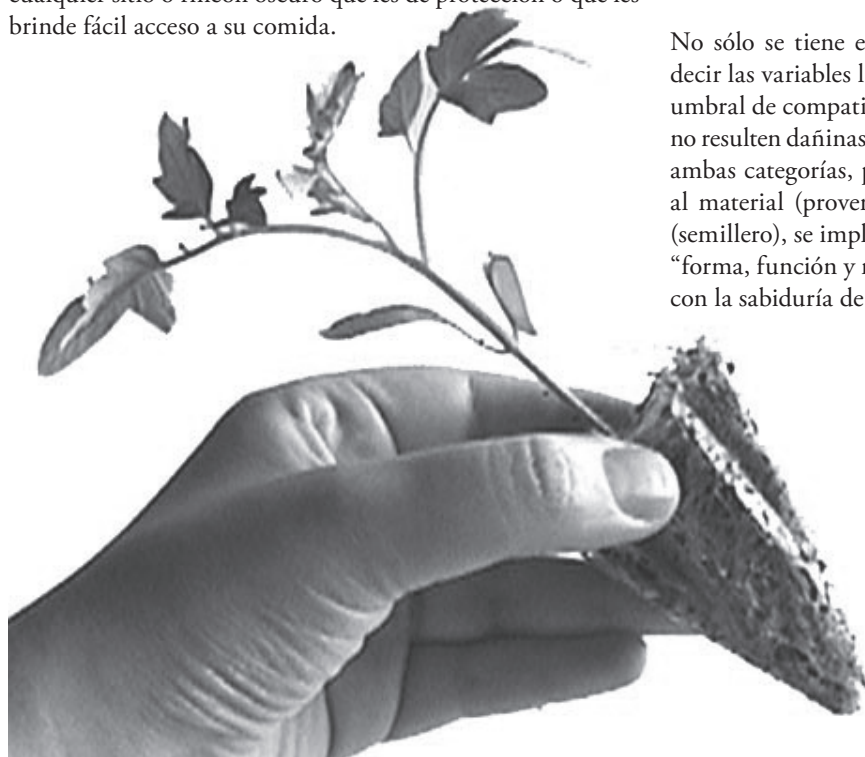 brinde fácil acceso a su comida.
No sólo se tiene e
decir las variables l
umbral de compati
no resulten dañinas
ambas categorías, p
al material (prover
(semillero), se impl
“forma, función y
con la sabiduría de